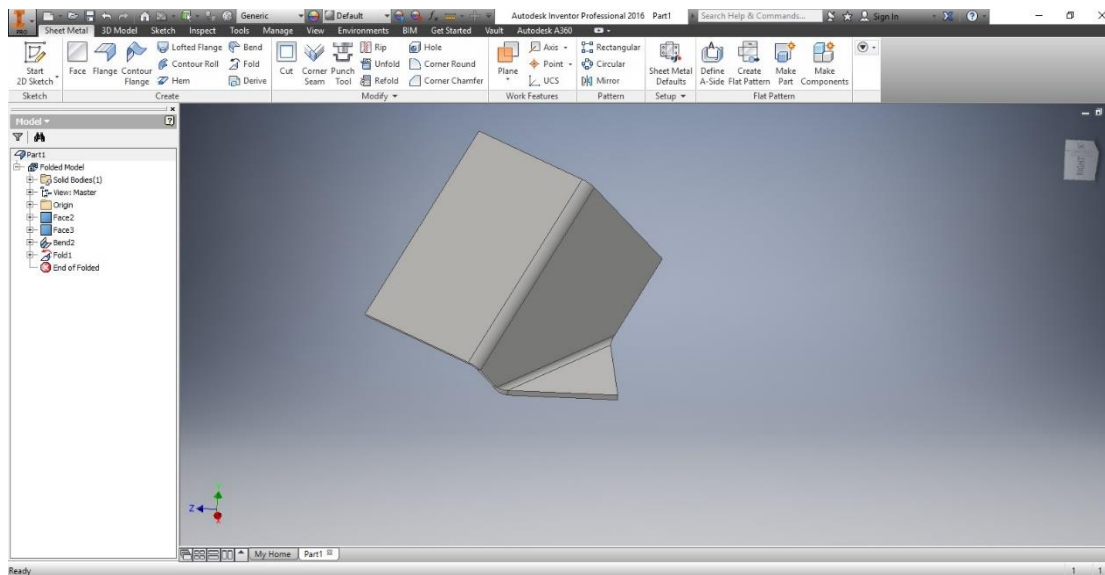 Generic Default Autodesk Inventor Professional 2016 Part1 Search Help & Commands... Sign In
PRO Sheet Metal 3D Model Sketch Inspect Tools Manage View Environments BIM Get Started Vault Autodesk A360
Start 2D Sketch
Face
Flange
Contour Flange
Lofted Flange
Contour Roll
Hem
Bend
Fold
Derive
Cut
Corner Seam
Punch Tool
Rip
Unfold
Refold
Hole
Corner Round
Corner Chamfer
Plane
Axis
Point
UCS
Rectangular
Circular
Mirror
Sheet Metal Defaults
Define A-Side
Create Flat Pattern
Make Part
Make Components
Sketch Create Modify Work Features Pattern Setup Flat Pattern
Model
Part1
Folded Model
Solid Bodies(1)
View: Master
Origin
Face2
Face3
Bend2
Fold1
End of Folded
RIGHT
Y
Z
X
My Home Part1
Ready 1 1